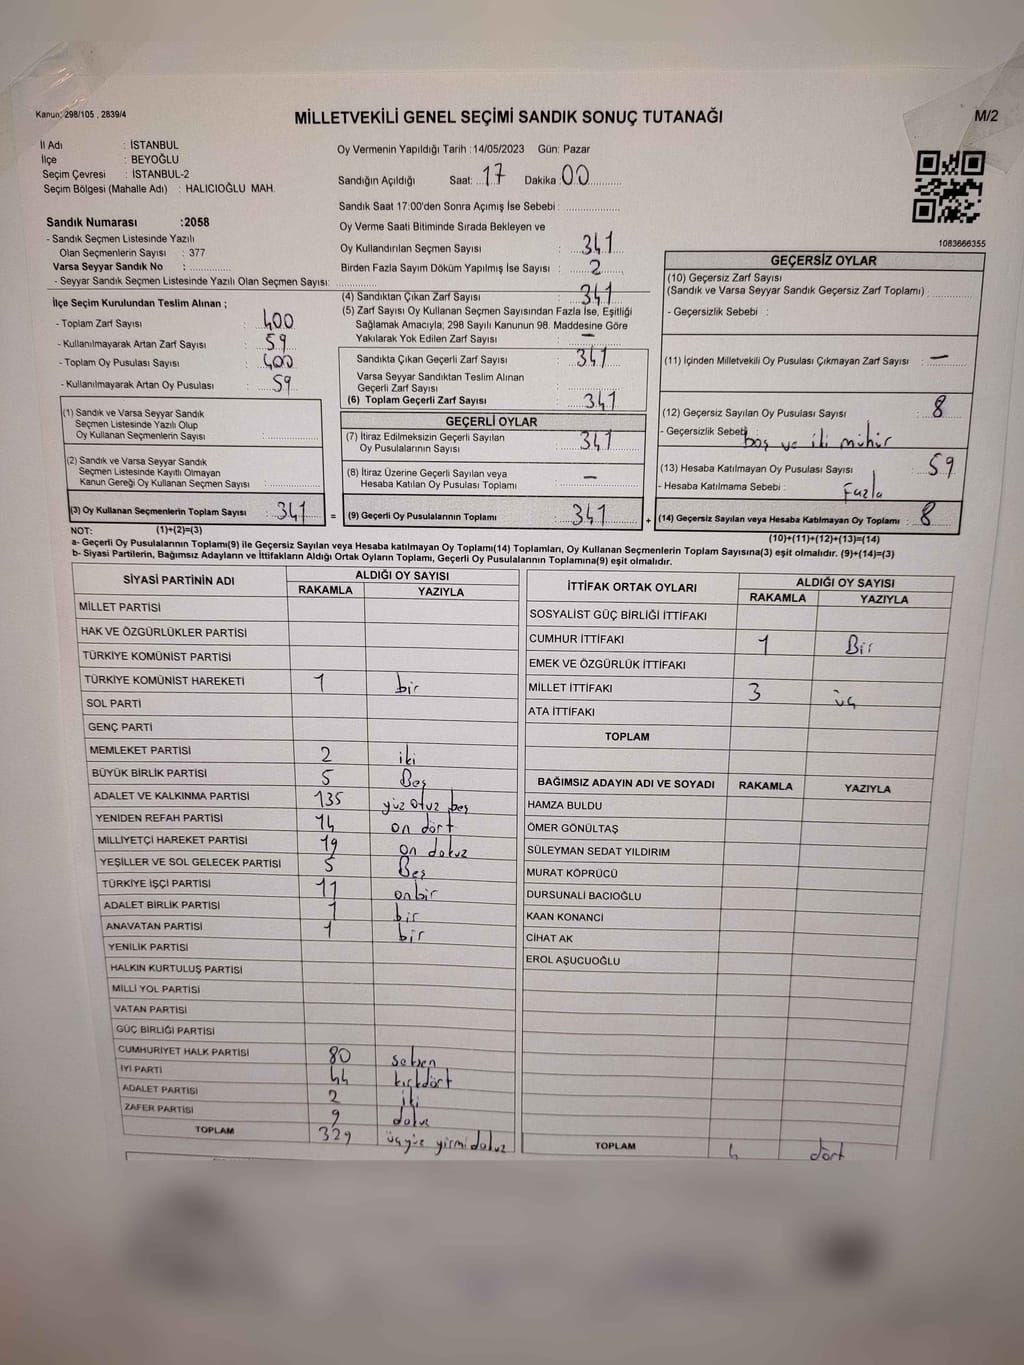 Kanun: 298/105 , 2839/4
MİLLETVEKİLİ GENEL SEÇİMİ SANDIK SONUÇ TUTANAĞI
M/2
İl Adı : İSTANBUL
İlçe : BEYOĞLU
Seçim Çevresi : İSTANBUL-2
Seçim Bölgesi (Mahalle Adı) : HALICIOĞLU MAH.
Oy Vermenin Yapıldığı Tarih : 14/05/2023 Gün: Pazar
Sandığın Açıldığı Saat: 17 Dakika : 00
Sandık Saat 17:00'den Sonra Açımış İse Sebebi :
Sandık Numarası :2058
- Sandık Seçmen Listesinde Yazılı
Olan Seçmenlerin Sayısı : 377
Varsa Seyyar Sandık No :
- Seyyar Sandık Seçmen Listesinde Yazılı Olan Seçmen Sayısı:
Oy Verme Saati Bitiminde Sırada Bekleyen ve
Oy Kullandırılan Seçmen Sayısı : 341
Birden Fazla Sayım Döküm Yapılmış İse Sayısı : 2
1083666355
İlçe Seçim Kurulundan Teslim Alınan ;
- Toplam Zarf Sayısı : 400
- Kullanılmayarak Artan Zarf Sayısı : 59
- Toplam Oy Pusulası Sayısı : 400
- Kullanılmayarak Artan Oy Pusulası : 59
(1) Sandık ve Varsa Seyyar Sandık
Seçmen Listesinde Yazılı Olup
Oy Kullanan Seçmenlerin Sayısı :
(2) Sandık ve Varsa Seyyar Sandık
Seçmen Listesinde Kayıtlı Olmayan
Kanun Gereği Oy Kullanan Seçmen Sayısı :
(3) Oy Kullanan Seçmenlerin Toplam Sayısı : 341 =
(4) Sandıktan Çıkan Zarf Sayısı : 341
(5) Zarf Sayısı Oy Kullanan Seçmen Sayısından Fazla İse, Eşitliği
Sağlamak Amacıyla; 298 Sayılı Kanunun 98. Maddesine Göre
Yakılarak Yok Edilen Zarf Sayısı : —
Sandıkta Çıkan Geçerli Zarf Sayısı : 341
Varsa Seyyar Sandıktan Teslim Alınan
Geçerli Zarf Sayısı :
(6) Toplam Geçerli Zarf Sayısı : 341
GEÇERLİ OYLAR
(7) İtiraz Edilmeksizin Geçerli Sayılan
Oy Pusulalarının Sayısı : 341
(8) İtiraz Üzerine Geçerli Sayılan veya
Hesaba Katılan Oy Pusulası Toplamı : —
(9) Geçerli Oy Pusulalarının Toplamı : 341 +
GEÇERSİZ OYLAR
(10) Geçersiz Zarf Sayısı
(Sandık ve Varsa Seyyar Sandık Geçersiz Zarf Toplamı) :
- Geçersizlik Sebebi :
(11) İçinden Milletvekili Oy Pusulası Çıkmayan Zarf Sayısı : —
(12) Geçersiz Sayılan Oy Pusulası Sayısı : 8
- Geçersizlik Sebebi : boş ve iki mühür
(13) Hesaba Katılmayan Oy Pusulası Sayısı : 59
- Hesaba Katılmama Sebebi : Fazla
(14) Geçersiz Sayılan veya Hesaba Katılmayan Oy Toplamı : 8
NOT: (1)+(2)=(3)
(10)+(11)+(12)+(13)=(14)
a- Geçerli Oy Pusulalarının Toplamı(9) ile Geçersiz Sayılan veya Hesaba katılmayan Oy Toplamı(14) Toplamları, Oy Kullanan Seçmenlerin Toplam Sayısına(3) eşit olmalıdır. (9)+(14)=(3)
b- Siyasi Partilerin, Bağımsız Adayların ve İttifakların Aldığı Ortak Oyların Toplamı, Geçerli Oy Pusulalarının Toplamına(9) eşit olmalıdır.
SİYASİ PARTİNİN ADI ALDIĞI OY SAYISI
RAKAMLA YAZIYLA
MİLLET PARTİSİ
HAK VE ÖZGÜRLÜKLER PARTİSİ
TÜRKİYE KOMÜNİST PARTİSİ
TÜRKİYE KOMÜNİST HAREKETİ 1 bir
SOL PARTİ
GENÇ PARTİ
MEMLEKET PARTİSİ 2 iki
BÜYÜK BİRLİK PARTİSİ 5 Beş
ADALET VE KALKINMA PARTİSİ 135 yüz otuz beş
YENİDEN REFAH PARTİSİ 14 on dört
MİLLİYETÇİ HAREKET PARTİSİ 19 on dokuz
YEŞİLLER VE SOL GELECEK PARTİSİ 5 Beş
TÜRKİYE İŞÇİ PARTİSİ 11 onbir
ADALET BİRLİK PARTİSİ 1 bir
ANAVATAN PARTİSİ 1 bir
YENİLİK PARTİSİ
HALKIN KURTULUŞ PARTİSİ
MİLLİ YOL PARTİSİ
VATAN PARTİSİ
GÜÇ BİRLİĞİ PARTİSİ
CUMHURİYET HALK PARTİSİ 80 seksen
İYİ PARTİ 44 kırkdört
ADALET PARTİSİ 2 iki
ZAFER PARTİSİ 9 dokuz
TOPLAM 329 üçyüz yirmi dokuz
İTTİFAK ORTAK OYLARI ALDIĞI OY SAYISI
RAKAMLA YAZIYLA
SOSYALİST GÜÇ BİRLİĞİ İTTİFAKI
CUMHUR İTTİFAKI 1 Bir
EMEK VE ÖZGÜRLÜK İTTİFAKI
MİLLET İTTİFAKI 3 üç
ATA İTTİFAKI
TOPLAM
BAĞIMSIZ ADAYIN ADI VE SOYADI RAKAMLA YAZIYLA
HAMZA BULDU
ÖMER GÖNÜLTAŞ
SÜLEYMAN SEDAT YILDIRIM
MURAT KÖPRÜCÜ
DURSUNALİ BACIOĞLU
KAAN KONANCİ
CİHAT AK
EROL AŞUCUOĞLU
TOPLAM 4 dört